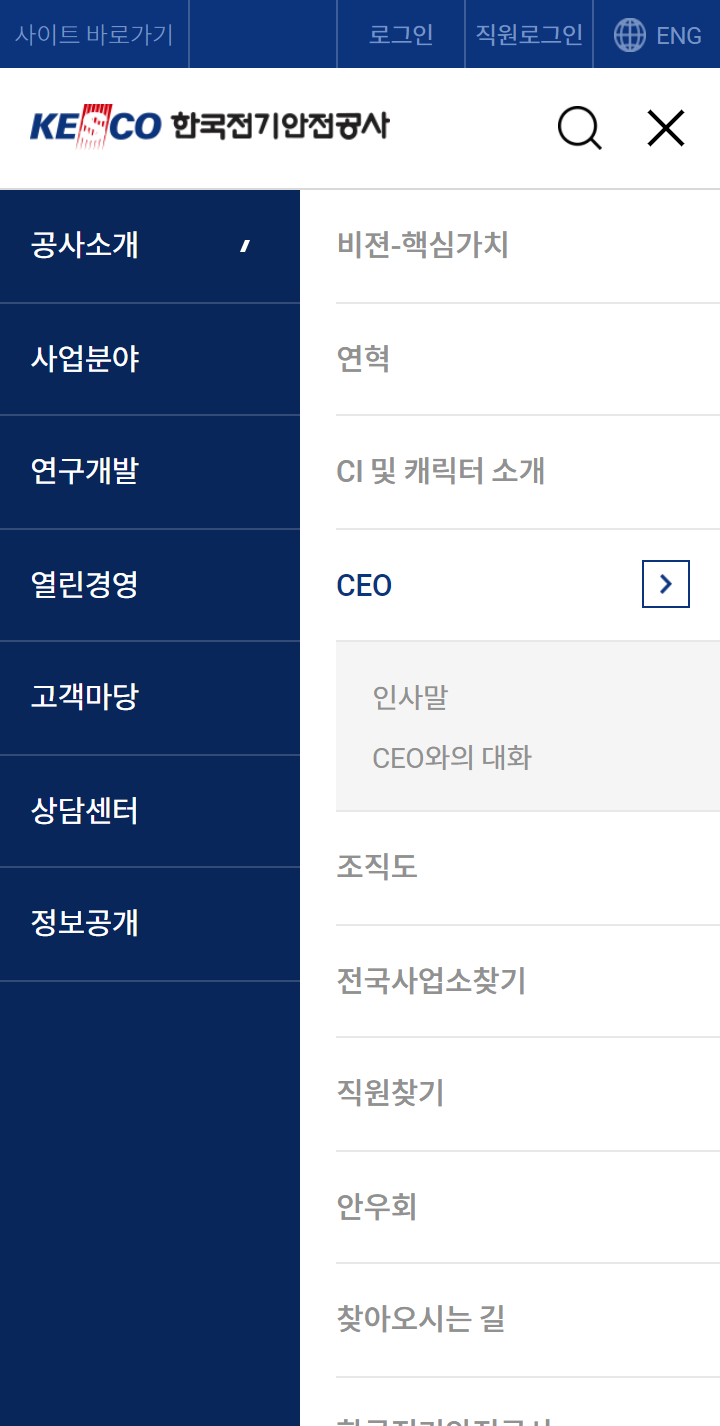 사이트 바로가기
로그인
직원로그인
ENG
KESCO 한국전기안전공사
공사소개
사업분야
연구개발
열린경영
고객마당
상담센터
정보공개
비젼-핵심가치
연혁
CI 및 캐릭터 소개
CEO
인사말
CEO와의 대화
조직도
전국사업소찾기
직원찾기
안우회
찾아오시는 길